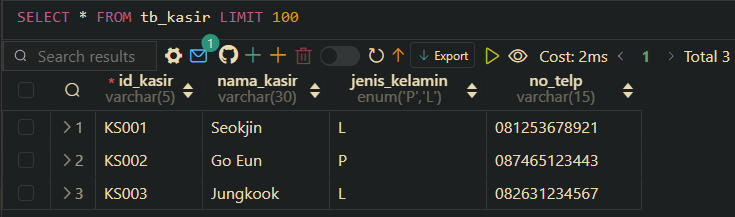 SELECT * FROM tb_kasir LIMIT 100
Search results 1 Export Cost: 2ms 1 Total 3
* id_kasir nama_kasir jenis_kelamin no_telp
varchar(5) varchar(30) enum('P','L') varchar(15)
1 KS001 Seokjin L 081253678921
2 KS002 Go Eun P 087465123443
3 KS003 Jungkook L 082631234567